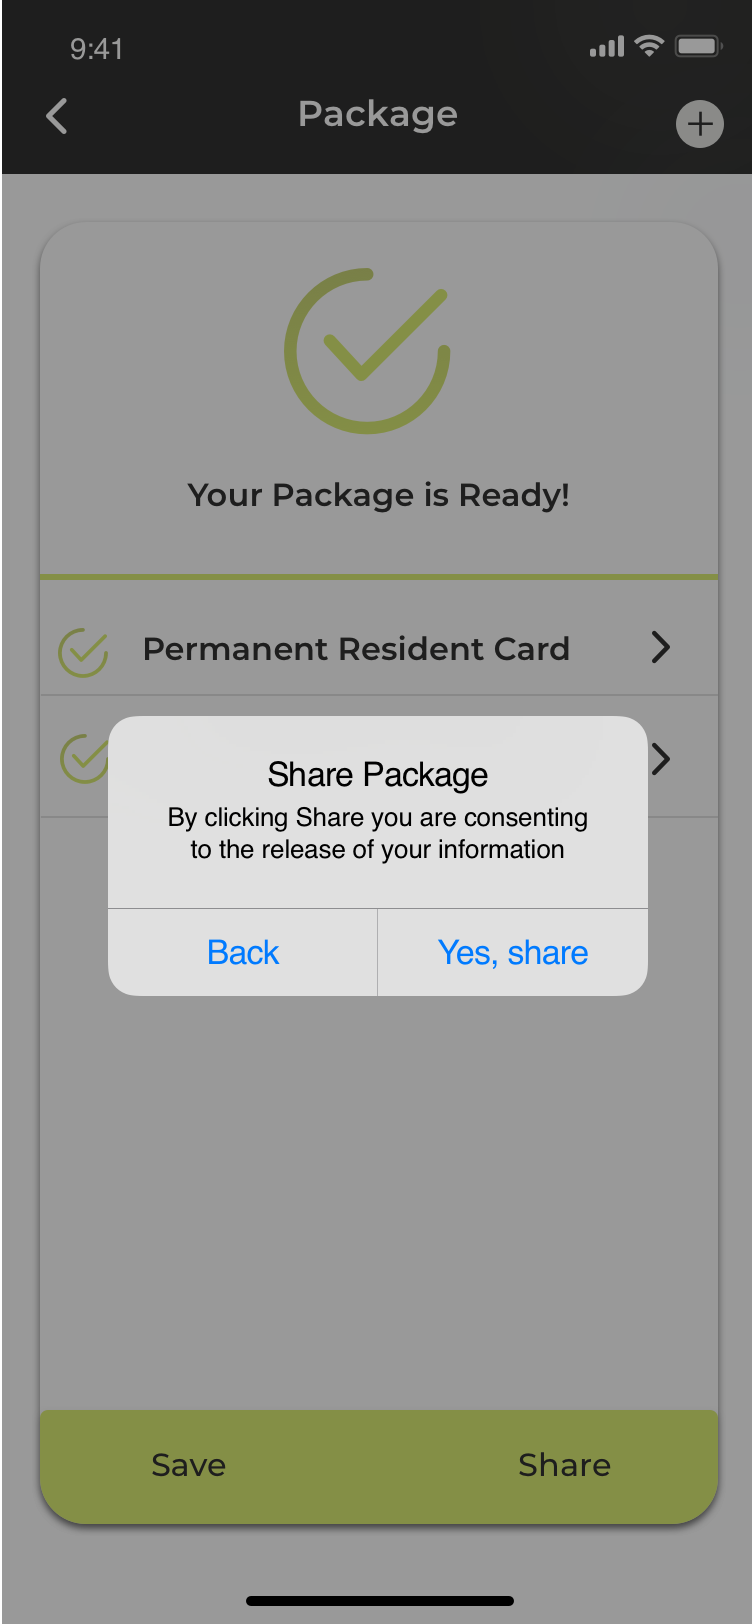 9:41
Package
Your Package is Ready!
Permanent Resident Card
Share Package
By clicking Share you are consenting
to the release of your information
Back
Yes, share
Save
Share